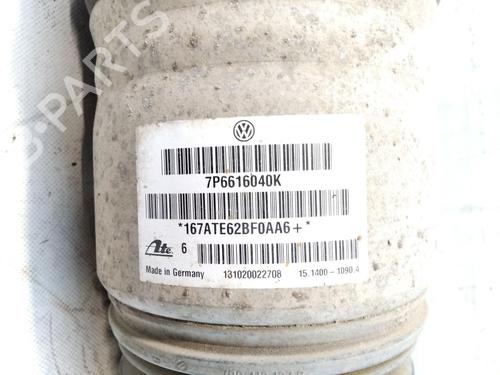 B-PARTS
7P6616040K
*167ATE62BF0AA6+*
Ate 6
Made in Germany 131020022708 15.1400-1090.4